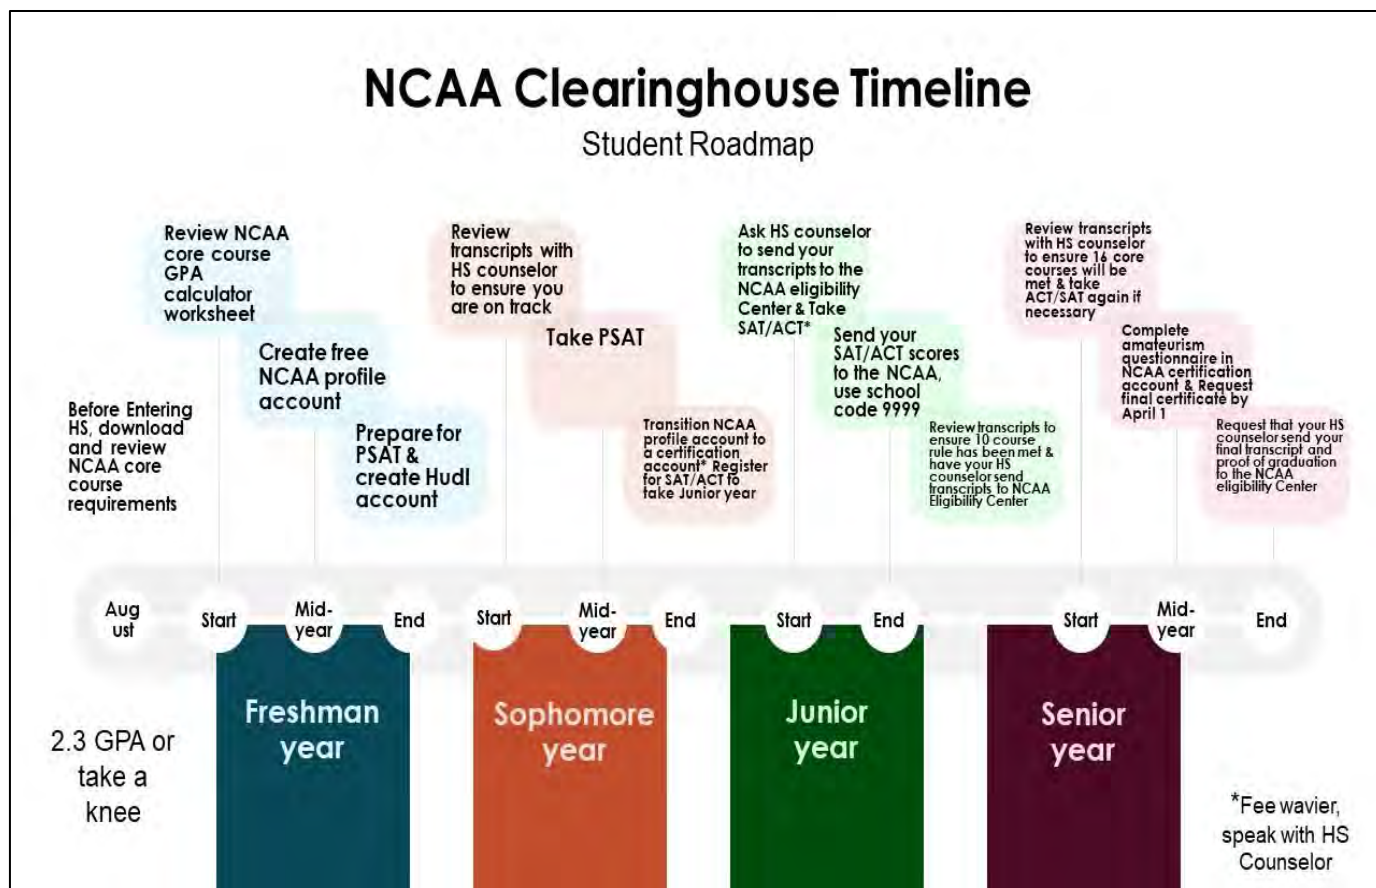 NCAA Clearinghouse Timeline
Student Roadmap
Before Entering
HS, download
and review
NCAA core
course
requirements
Review NCAA
core course
GPA
calculator
worksheet
Create free
NCAA profile
account
Prepare for
PSAT &
create Hudl
account
Review
transcripts with
HS counselor
to ensure you
are on track
Take PSAT
Transition NCAA
profile account to
a certification
account* Register
for SAT/ACT to
take Junior year
Ask HS counselor
to send your
transcripts to the
NCAA eligibility
Center & Take
SAT/ACT*
Send your
SAT/ACT scores
to the NCAA,
use school
code 9999
Review transcripts to
ensure 10 course
rule has been met &
have your HS
counselor send
transcripts to NCAA
Eligibility Center
Review transcripts
with HS counselor
to ensure 16 core
courses will be
met & take
ACT/SAT again if
necessary
Complete
amateurism
questionnaire in
NCAA certification
account & Request
final certificate by
April 1
Request that your HS
counselor send your
final transcript and
proof of graduation
to the NCAA
eligibility Center
Aug
ust
Start
Mid-
year
End
Start
Mid-
year
End
Start
End
Start
Mid-
year
End
2.3 GPA or
take a
knee
Freshman
year
Sophomore
year
Junior
year
Senior
year
*Fee wavier,
speak with HS
Counselor